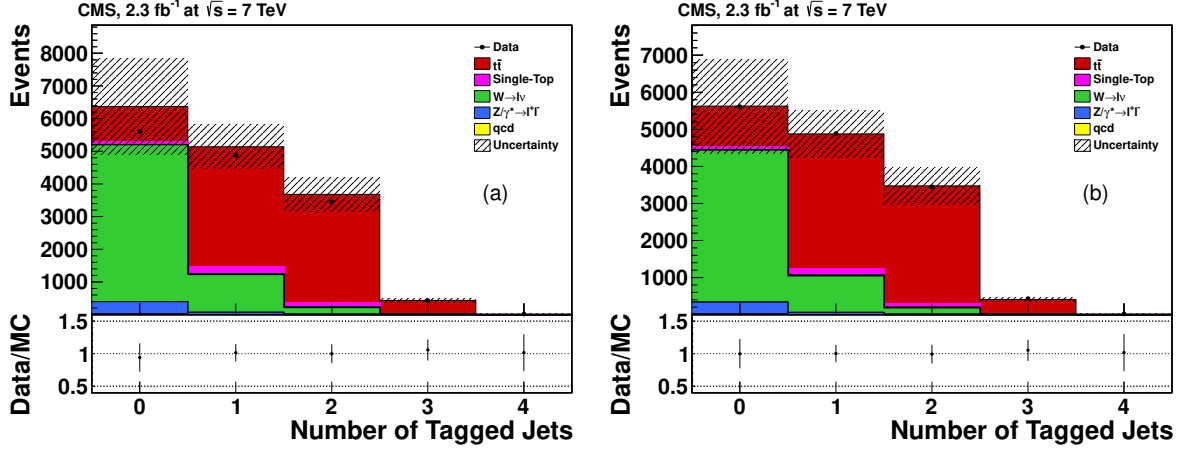 CMS, 2.3 fb⁻¹ at √s = 7 TeV
Events
8000
7000
6000
5000
4000
3000
2000
1000
Data
tt̄
Single-Top
W→lν
Z/γ*→l⁺l⁻
qcd
Uncertainty
(a)
Data/MC
1.5
1
0.5
0 1 2 3 4
Number of Tagged Jets
CMS, 2.3 fb⁻¹ at √s = 7 TeV
Events
7000
6000
5000
4000
3000
2000
1000
Data
tt̄
Single-Top
W→lν
Z/γ*→l⁺l⁻
qcd
Uncertainty
(b)
Data/MC
1.5
1
0.5
0 1 2 3 4
Number of Tagged Jets